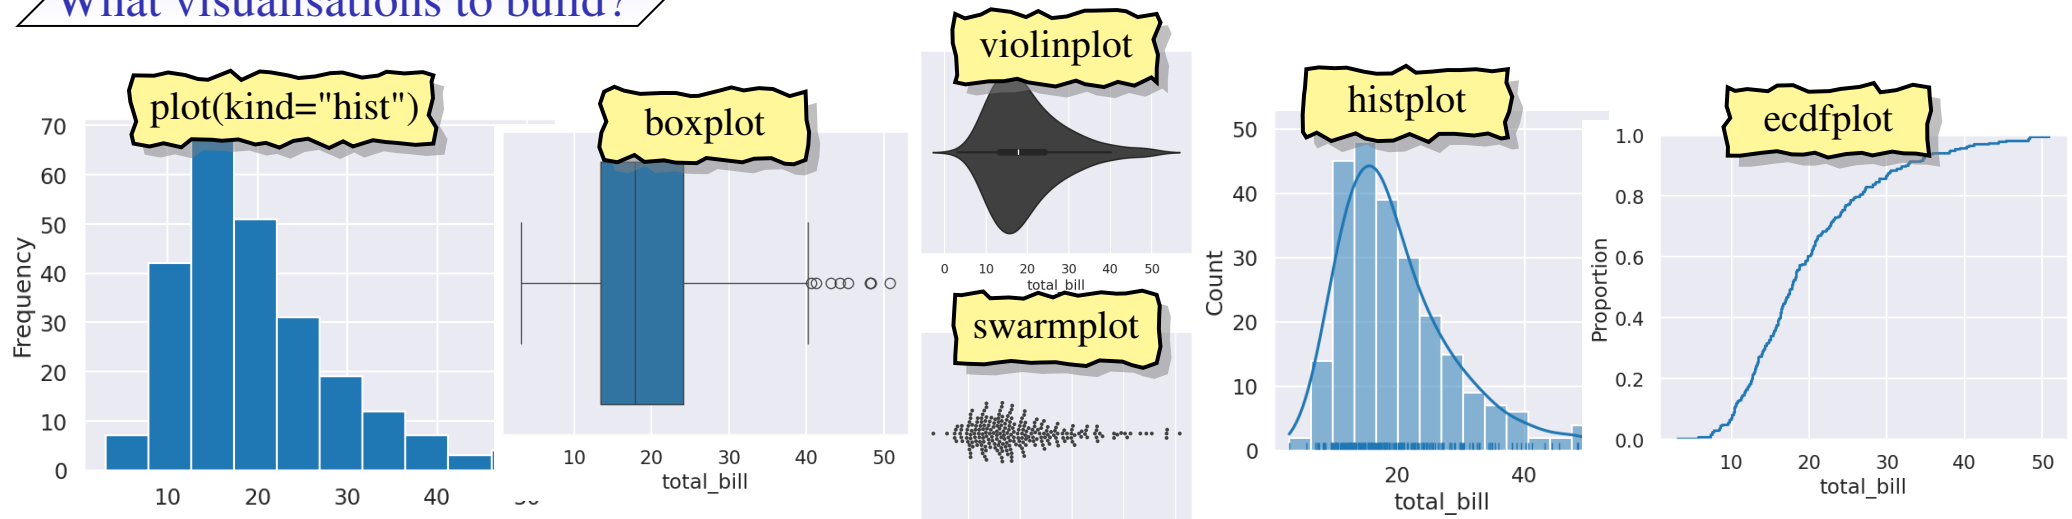 What visualisations to build?
plot(kind="hist")
70
60
50
40
30
20
10
0
Frequency
10 20 30 40
boxplot
10 20 30 40 50
total_bill
violinplot
0 10 20 30 40 50
total_bill
swarmplot
histplot
50
40
30
20
10
0
Count
20 40
total_bill
ecdfplot
1.0
0.8
0.6
0.4
0.2
0.0
Proportion
10 20 30 40 50
total_bill